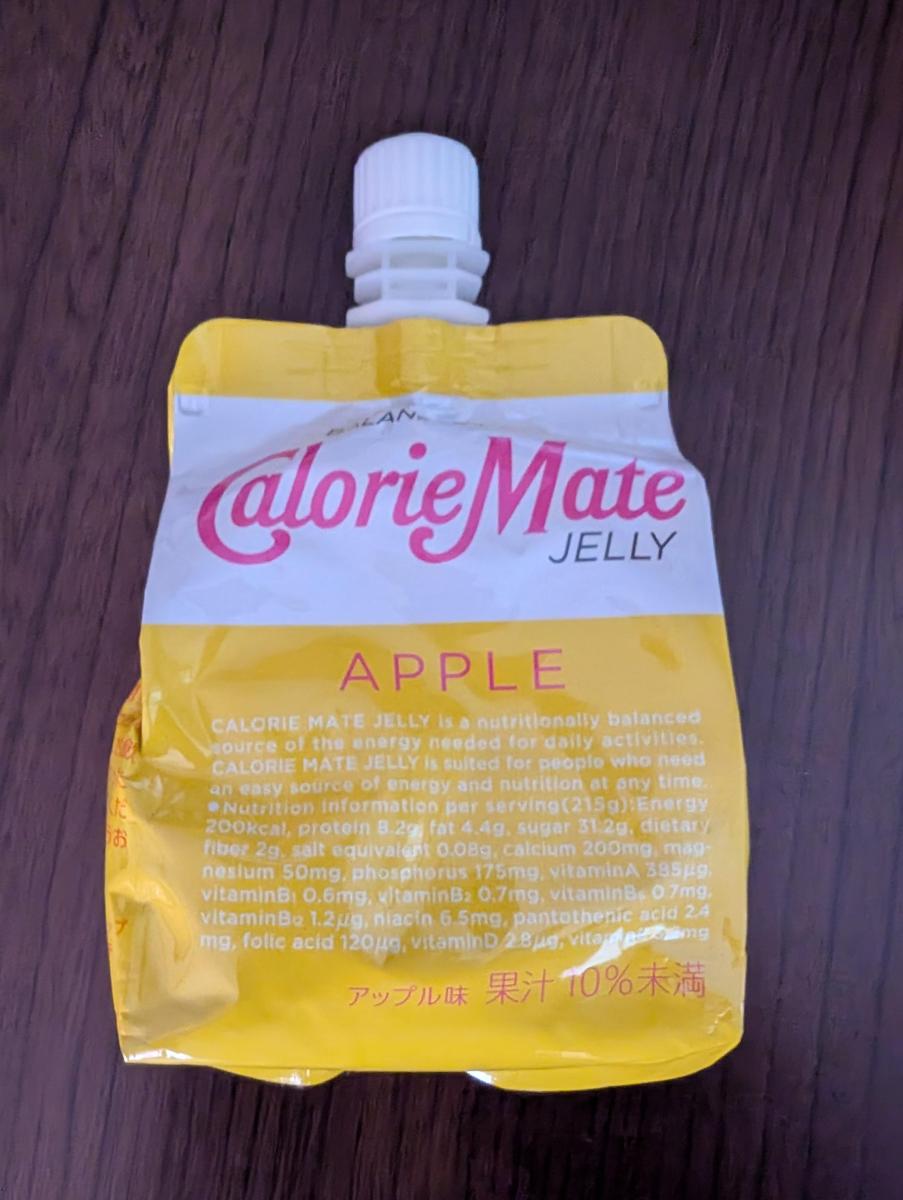 Calorie Mate
JELLY
APPLE
CALORIE MATE JELLY is a nutritionally balanced
source of the energy needed for daily activities.
CALORIE MATE JELLY is suited for people who need
an easy source of energy and nutrition at any time.
●Nutrition information per serving(215g):Energy
200kcal, protein 8.2g, fat 4.4g, sugar 31.2g, dietary
fiber 2g, salt equivalent 0.08g, calcium 200mg, mag-
nesium 50mg, phosphorus 175mg, vitaminA 385μg,
vitaminB₁ 0.6mg, vitaminB₂ 0.7mg, vitaminB₆ 0.7mg,
vitaminB₁₂ 1.2μg, niacin 6.5mg, pantothenic acid 2.4
mg, folic acid 120μg, vitaminD 2.8μg,
アップル味 果汁10%未満